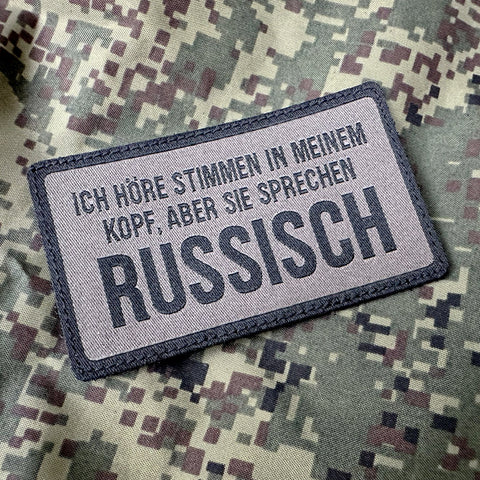 ICH HÖRE STIMMEN IN MEINEM
KOPF, ABER SIE SPRECHEN
RUSSISCH